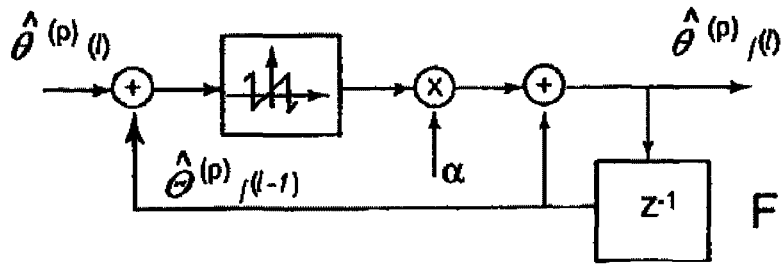 θ̂ (p) (l)
θ̂ (p) f(l)
+
x
+
α
Θ̂ (p) f(l-1)
z-1
F